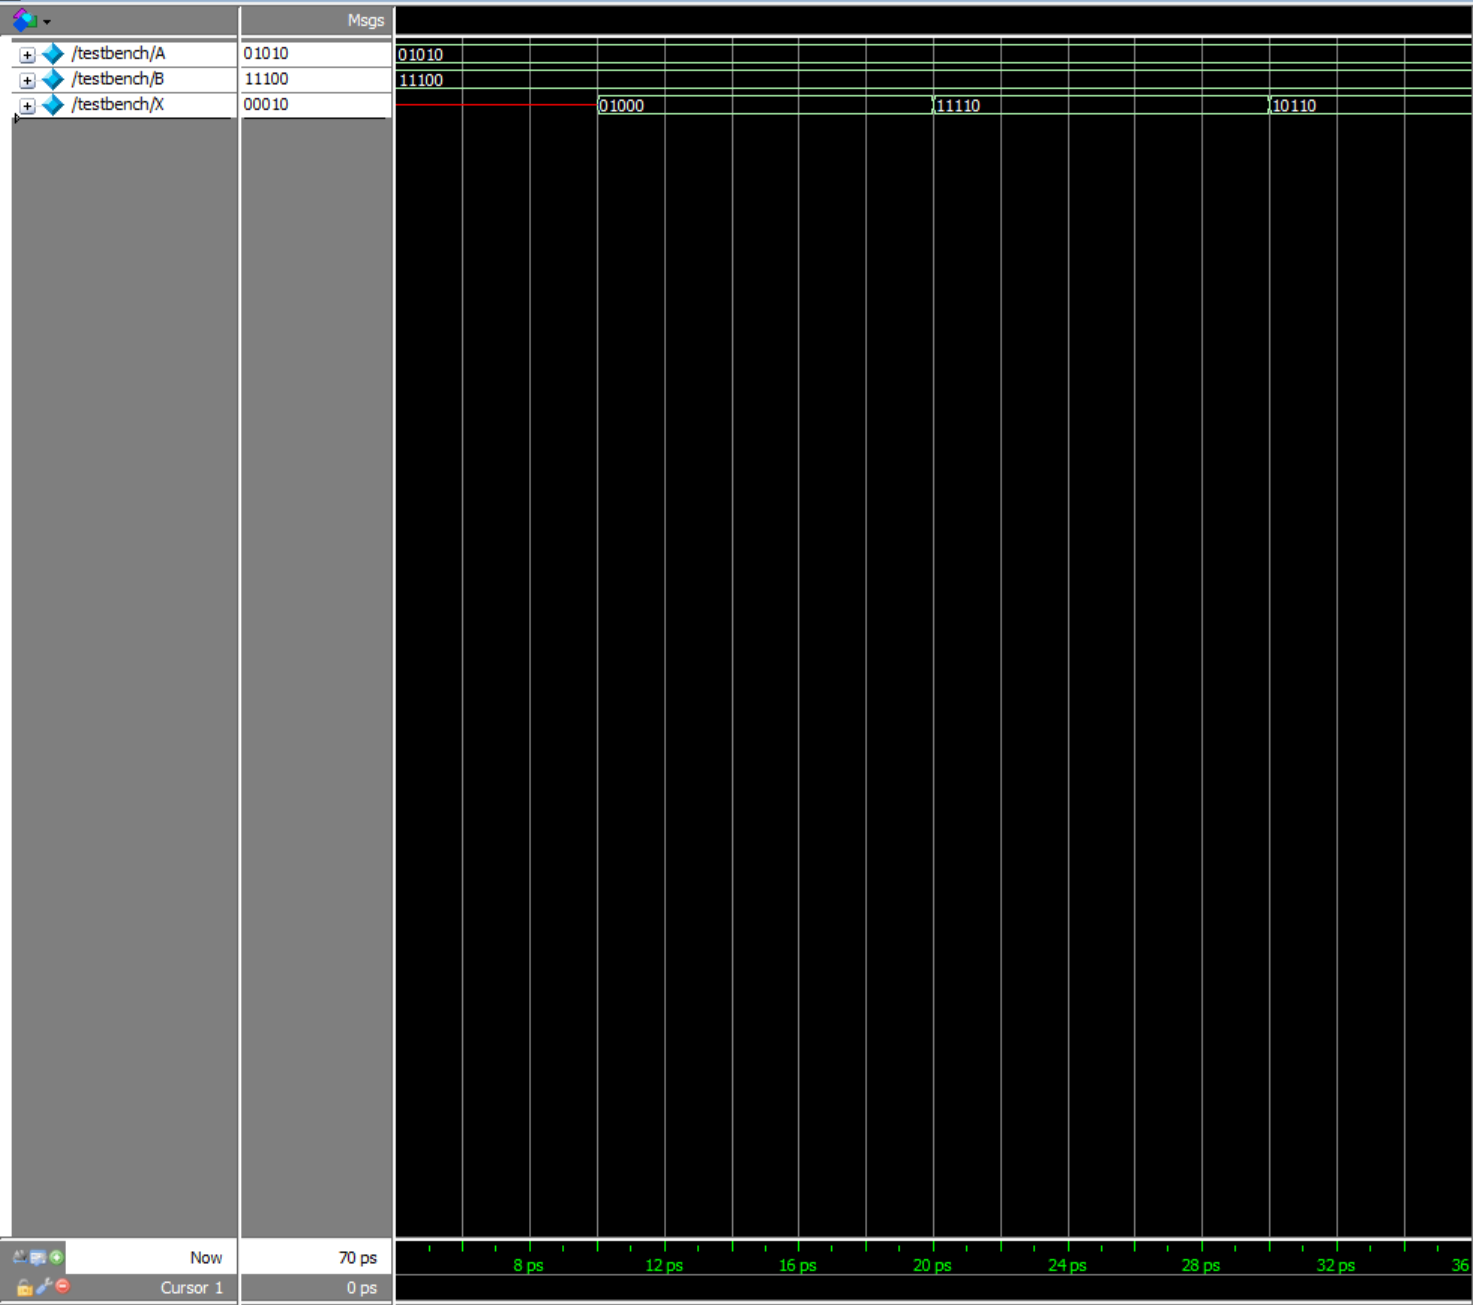 Msgs
/testbench/A 01010 01010
/testbench/B 11100 11100
/testbench/X 00010 01000 11110 10110
Now 70 ps 8 ps 12 ps 16 ps 20 ps 24 ps 28 ps 32 ps 36
Cursor 1 0 ps